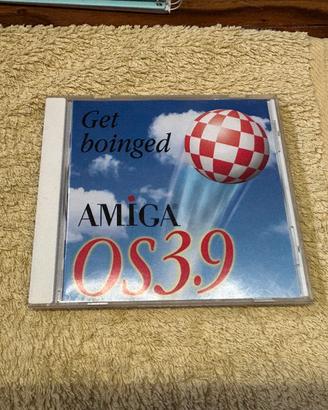 Get
boinged
AMiGA
OS3.9